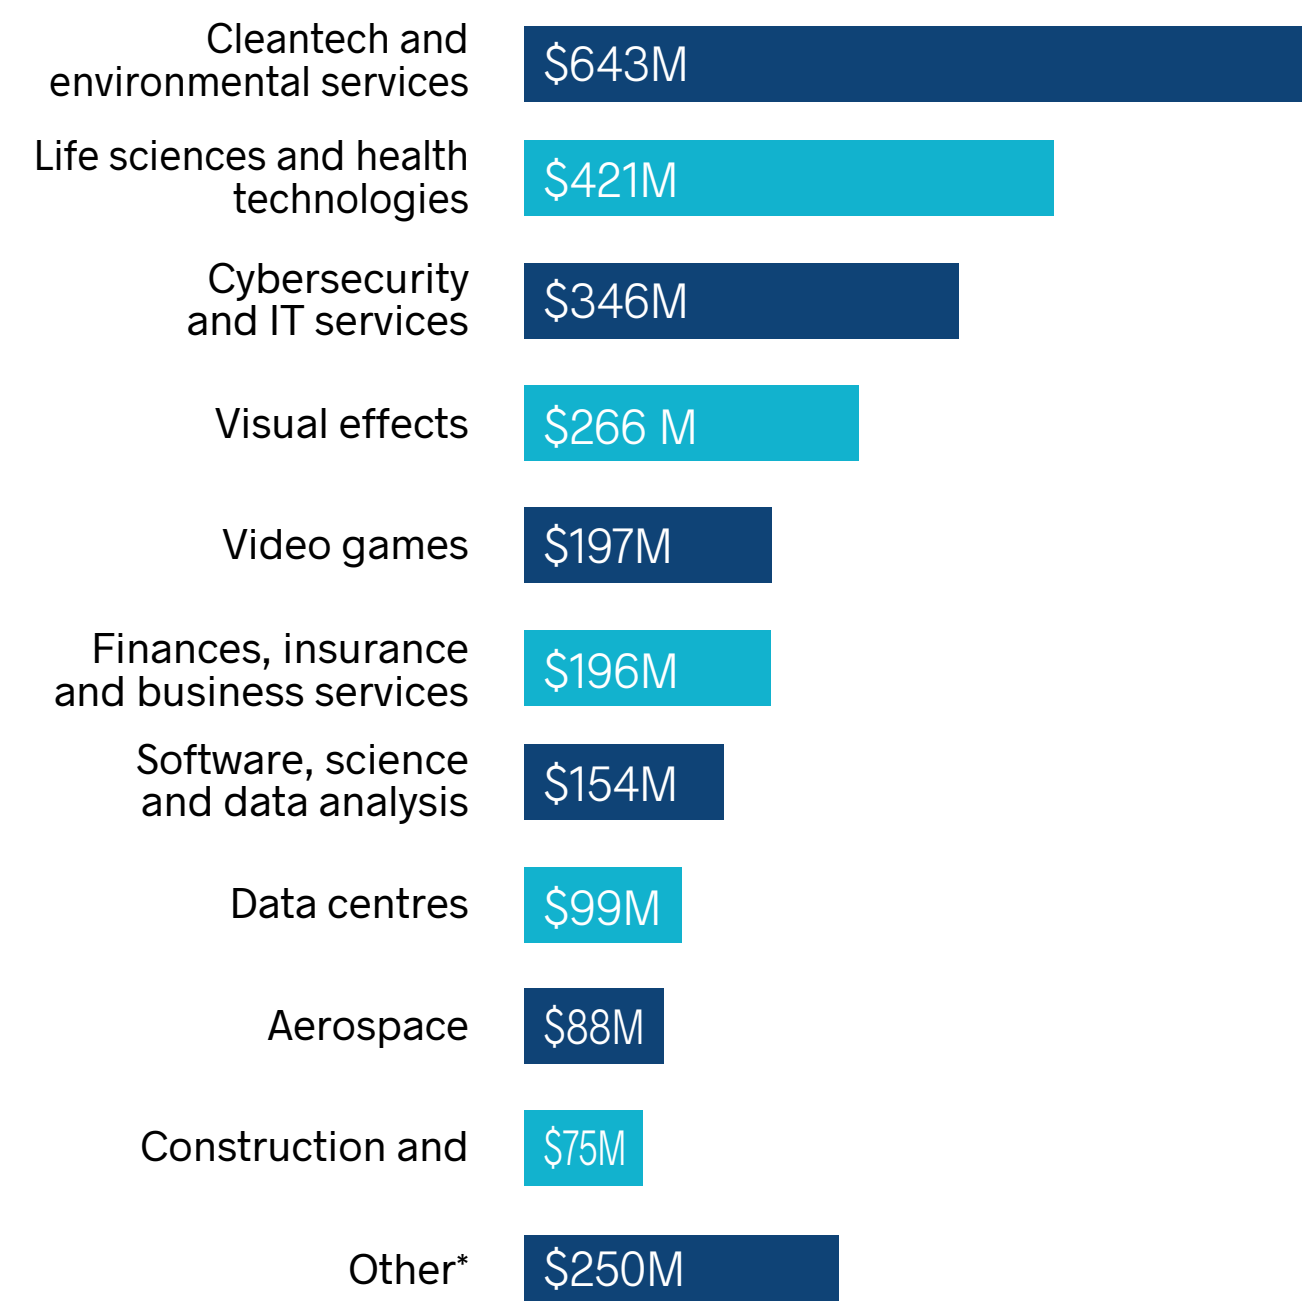 Cleantech and
environmental services
$643M
Life sciences and health
technologies
$421M
Cybersecurity
and IT services
$346M
Visual effects
$266 M
Video games
$197M
Finances, insurance
and business services
$196M
Software, science
and data analysis
$154M
Data centres
$99M
Aerospace
$88M
Construction and
$75M
Other*
$250M